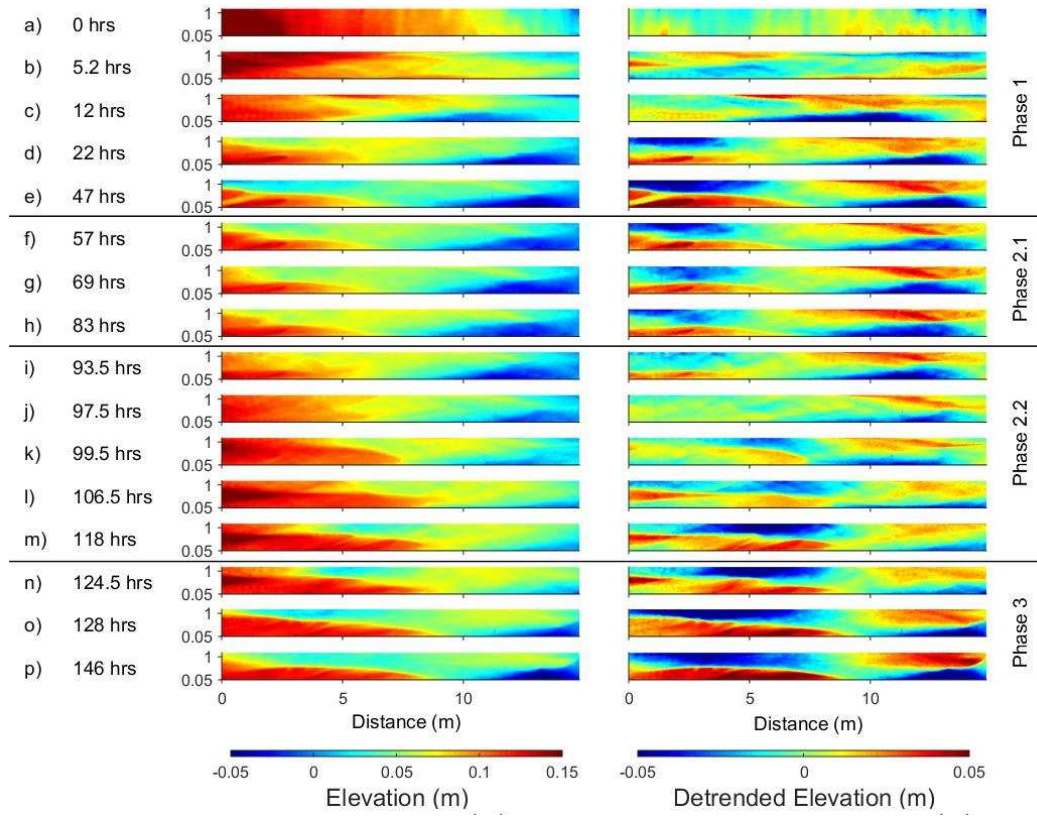 a) 0 hrs 1 0.05
b) 5.2 hrs 1 0.05
c) 12 hrs 1 0.05
d) 22 hrs 1 0.05
e) 47 hrs 1 0.05
Phase 1
f) 57 hrs 1 0.05
g) 69 hrs 1 0.05
h) 83 hrs 1 0.05
Phase 2.1
i) 93.5 hrs 1 0.05
j) 97.5 hrs 1 0.05
k) 99.5 hrs 1 0.05
l) 106.5 hrs 1 0.05
m) 118 hrs 1 0.05
Phase 2.2
n) 124.5 hrs 1 0.05
o) 128 hrs 1 0.05
p) 146 hrs 1 0.05
Phase 3
0 5 10 0 5 10
Distance (m) Distance (m)
-0.05 0 0.05 0.1 0.15 -0.05 0 0.05
Elevation (m) Detrended Elevation (m)